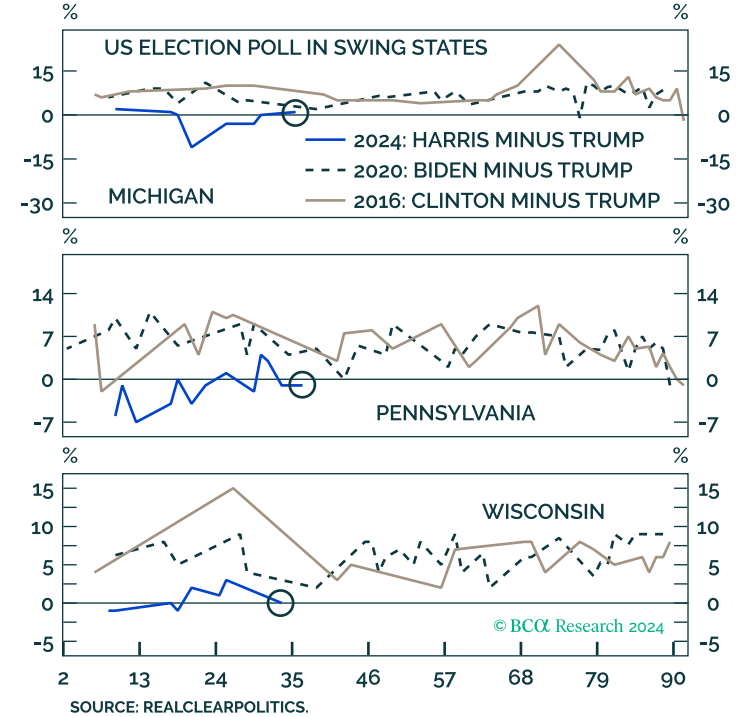 % %
US ELECTION POLL IN SWING STATES
15 15
0 0
2024: HARRIS MINUS TRUMP
-15 -15
2020: BIDEN MINUS TRUMP
MICHIGAN
2016: CLINTON MINUS TRUMP
-30 -30
% %
14 14
7 7
0 0
PENNSYLVANIA
-7 -7
% %
15 15
WISCONSIN
10 10
5 5
0 0
© BCα Research 2024
-5 -5
2 13 24 35 46 57 68 79 90
SOURCE: REALCLEARPOLITICS.